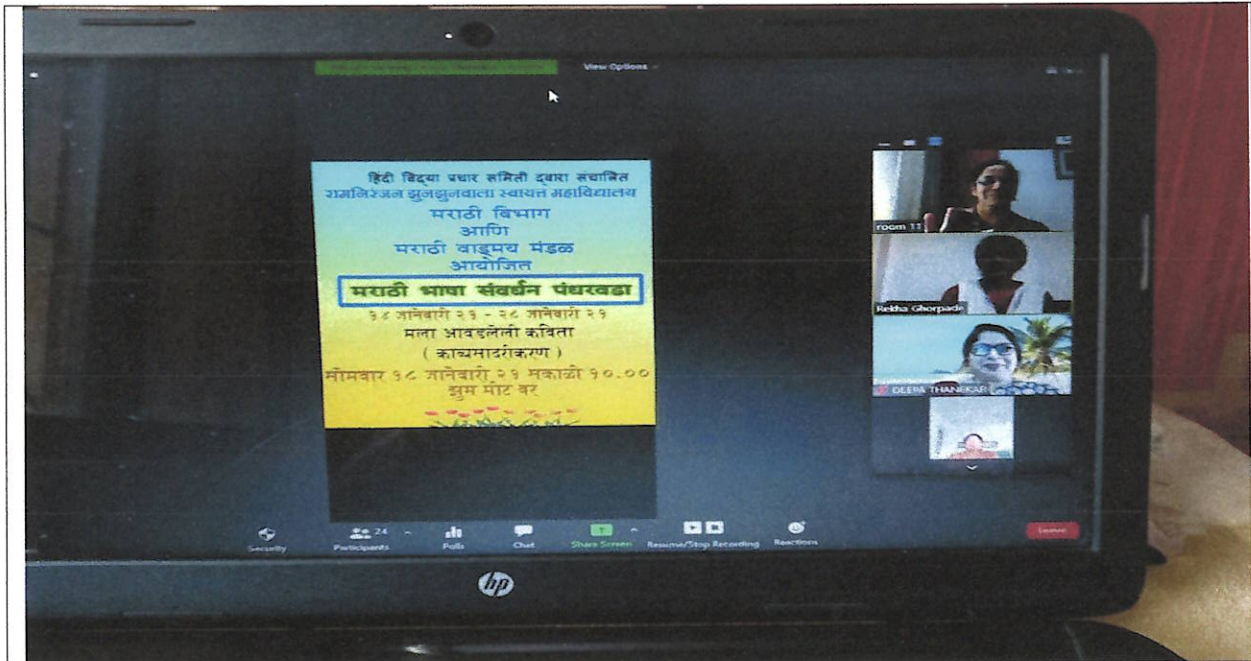 View Options
हिंदी विद्या प्रचार समिती द्वारा संचालित
रामनिरंजन झुनझुनवाला स्वायत्त महाविद्यालय
मराठी विभाग
आणि
मराठी वाड्मय मंडळ
आयोजित
मराठी भाषा संवर्धन पंधरवडा
१४ जानेवारी २१ - २८ जानेवारी २१
मला आवडलेली कविता
( काव्यसादरीकरण )
सोमवार १८ जानेवारी २१ सकाळी १०.००
झुम मीट वर
room 11
Rekha Ghorpade
DEEPA THANEKAR
Security
Participants
24
Polls
Chat
Share Screen
Resume/Stop Recording
Reactions
Leave
hp